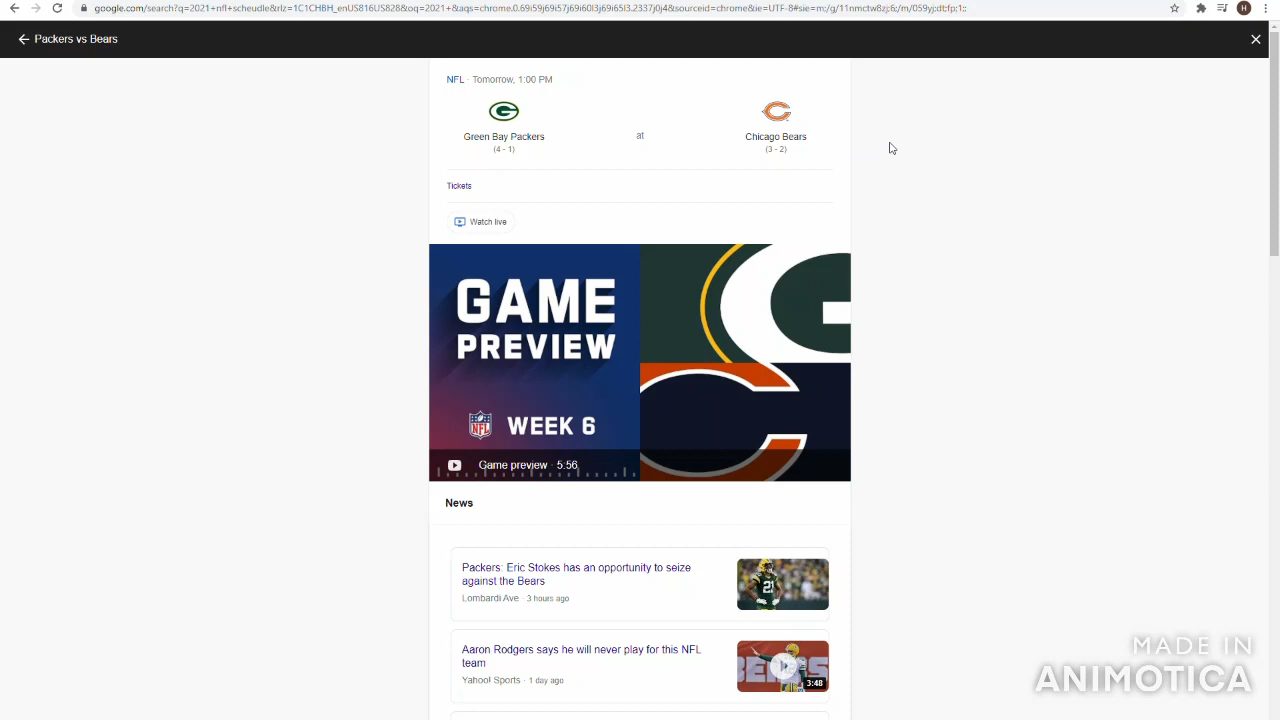 google.com/search?q=2021+nfl+scheudle&rlz=1C1CHBH_enUS816US828&oq=2021+&aqs=chrome.0.69i59j69i57j69i60l3j69i65l3.2337j0j4&sourceid=chrome&ie=UTF-8#sie=m;/g/11nmctw8zj;6;/m/059yj;dt;fp;1;;
H
Packers vs Bears
NFL · Tomorrow, 1:00 PM
Green Bay Packers
at
Chicago Bears
(4 - 1)
(3 - 2)
Tickets
Watch live
GAME
PREVIEW
NFL
WEEK 6
Game preview · 5:56
News
Packers: Eric Stokes has an opportunity to seize
against the Bears
Lombardi Ave · 3 hours ago
21
Aaron Rodgers says he will never play for this NFL
team
Yahoo! Sports · 1 day ago
3:48
MADE IN
ANIMOTICA